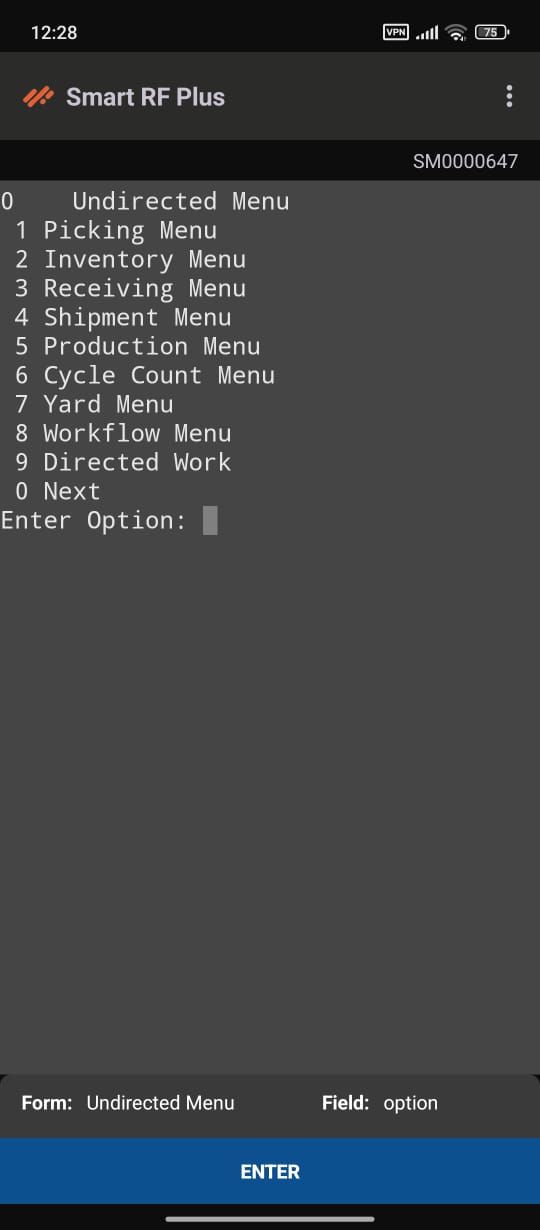 12:28 VPN 75
Smart RF Plus
SM0000647
0    Undirected Menu
 1 Picking Menu
 2 Inventory Menu
 3 Receiving Menu
 4 Shipment Menu
 5 Production Menu
 6 Cycle Count Menu
 7 Yard Menu
 8 Workflow Menu
 9 Directed Work
 0 Next
Enter Option:
Form: Undirected Menu Field: option
ENTER